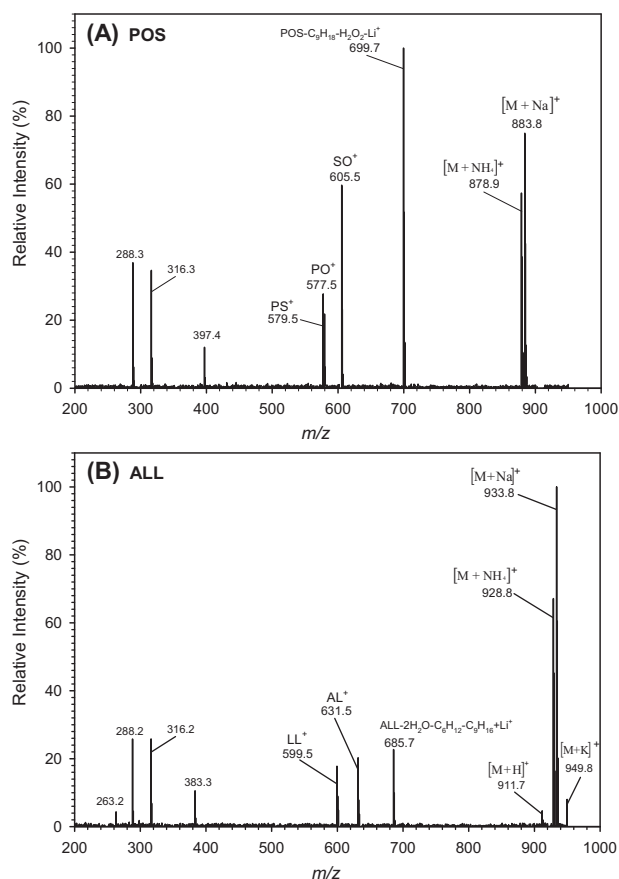 (A) POS
POS-C₉H₁₈-H₂O₂-Li⁺
699.7
[M + Na]⁺
883.8
[M + NH₄]⁺
878.9
SO⁺
605.5
PO⁺
577.5
PS⁺
579.5
288.3
316.3
397.4
Relative Intensity (%)
100
80
60
40
20
0
200 300 400 500 600 700 800 900 1000
m/z
(B) ALL
[M+Na]⁺
933.8
[M + NH₄]⁺
928.8
AL⁺
631.5
LL⁺
599.5
ALL-2H₂O-C₆H₁₂-C₉H₁₆+Li⁺
685.7
[M+H]⁺
911.7
[M+K]⁺
949.8
288.2
316.2
263.2
383.3
Relative Intensity (%)
100
80
60
40
20
0
200 300 400 500 600 700 800 900 1000
m/z